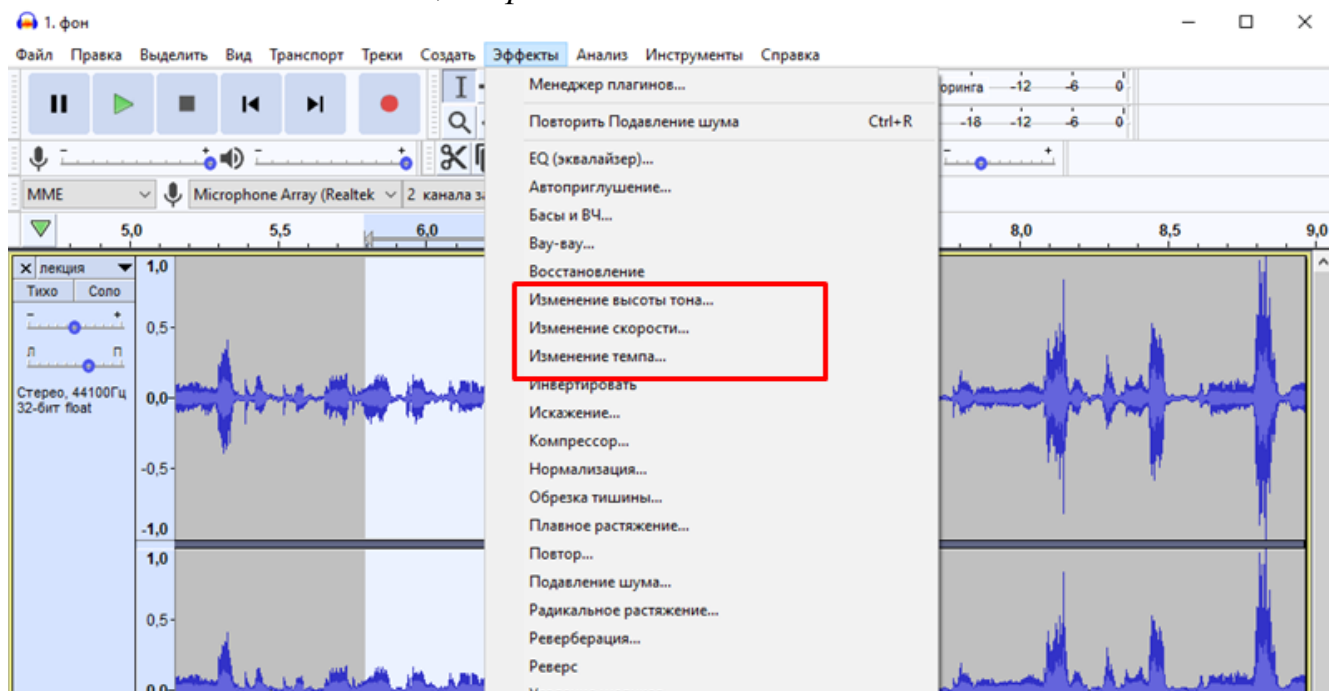 1. фон
Файл Правка Выделить Вид Транспорт Треки Создать Эффекты Анализ Инструменты Справка
Менеджер плагинов...
-12 -6 0
Повторить Подавление шума Ctrl+R
-18 -12 -6 0
EQ (эквалайзер)...
MME Microphone Array (Realtek 2 канала
Автоприглушение...
Басы и ВЧ...
5,0 5,5 6,0 8,0 8,5 9,0
Вау-вау...
Восстановление
лекция 1,0
Тихо Соло
Изменение высоты тона...
- + 0,5
Изменение скорости...
Л П
Изменение темпа...
Стерео, 44100Гц 0,0
32-бит float
Инвертировать
Искажение...
Компрессор...
-0,5
Нормализация...
Обрезка тишины...
Плавное растяжение...
-1,0
1,0
Повтор...
Подавление шума...
Радикальное растяжение...
0,5
Реверберация...
Реверс
0,0